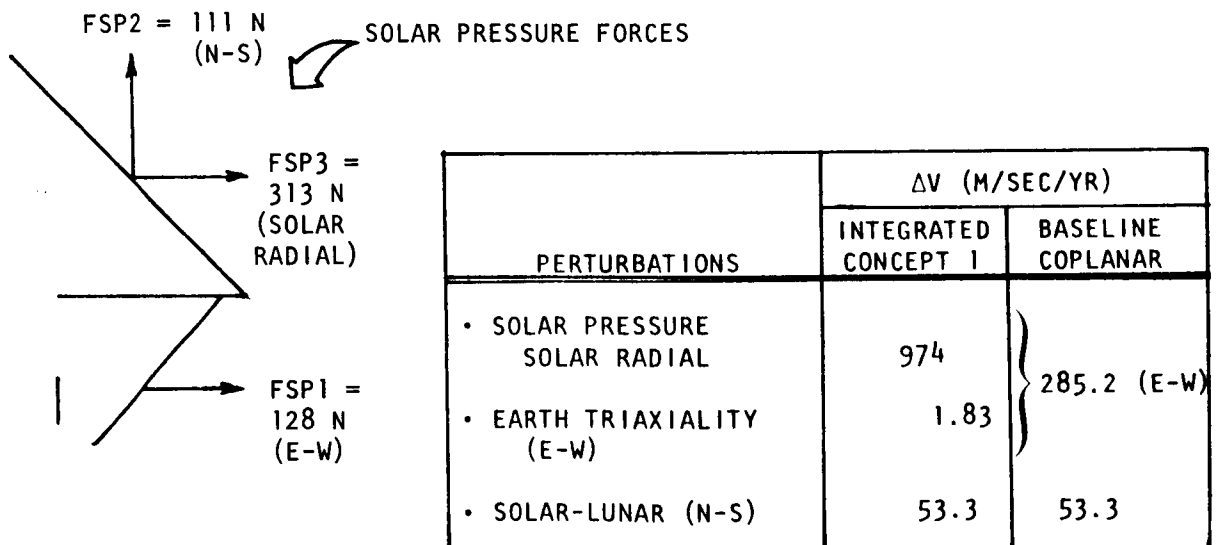 FSP2 = 111 N
(N-S)
SOLAR PRESSURE FORCES
FSP3 =
313 N
(SOLAR
RADIAL)
FSP1 =
128 N
(E-W)
PERTURBATIONS
ΔV (M/SEC/YR)
INTEGRATED
CONCEPT 1
BASELINE
COPLANAR
• SOLAR PRESSURE
SOLAR RADIAL 974
285.2 (E-W)
• EARTH TRIAXIALITY 1.83
(E-W)
• SOLAR-LUNAR (N-S) 53.3 53.3